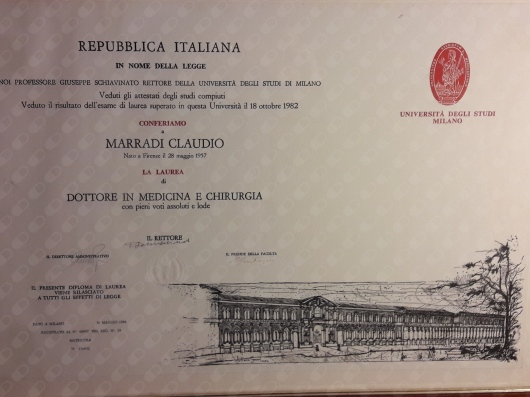 REPUBBLICA ITALIANA
IN NOME DELLA LEGGE
NOI PROFESSORE GIUSEPPE SCHIAVINATO RETTORE DELLA UNIVERSITÀ DEGLI STUDI DI MILANO
Veduti gli attestati degli studi compiuti
Veduto il risultato dell'esame di laurea superato in questa Università il 18 ottobre 1982
CONFERIAMO
a
MARRADI CLAUDIO
Nato a Firenze il 28 maggio 1957
LA LAUREA
di
DOTTORE IN MEDICINA E CHIRURGIA
con pieni voti assoluti e lode
UNIVERSITÀ DEGLI STUDI
MILANO
IL RETTORE
IL DIRETTORE AMMINISTRATIVO
IL PRESIDE DELLA FACOLTÀ
IL PRESENTE DIPLOMA DI LAUREA
VIENE RILASCIATO
A TUTTI GLI EFFETTI DI LEGGE
DATO A MILANO